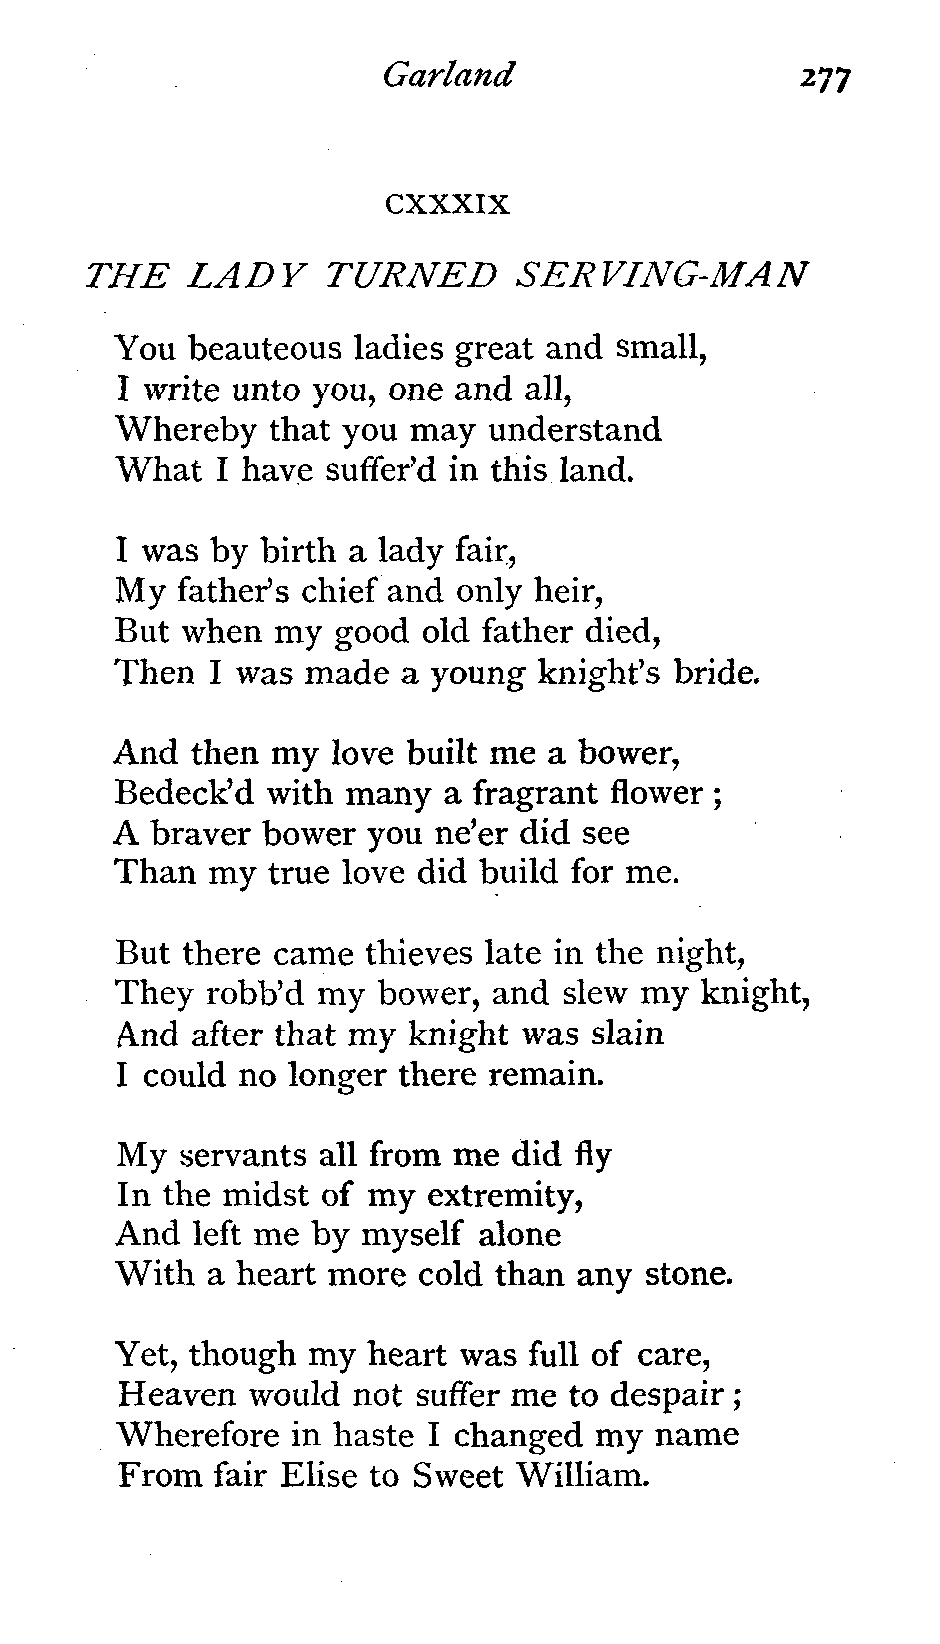 Garland 277
CXXXIX
THE LADY TURNED SERVING-MAN
You beauteous ladies great and small,
I write unto you, one and all,
Whereby that you may understand
What I have suffer'd in this land.
I was by birth a lady fair,
My father's chief and only heir,
But when my good old father died,
Then I was made a young knight's bride.
And then my love built me a bower,
Bedeck'd with many a fragrant flower ;
A braver bower you ne'er did see
Than my true love did build for me.
But there came thieves late in the night,
They robb'd my bower, and slew my knight,
And after that my knight was slain
I could no longer there remain.
My servants all from me did fly
In the midst of my extremity,
And left me by myself alone
With a heart more cold than any stone.
Yet, though my heart was full of care,
Heaven would not suffer me to despair ;
Wherefore in haste I changed my name
From fair Elise to Sweet William.